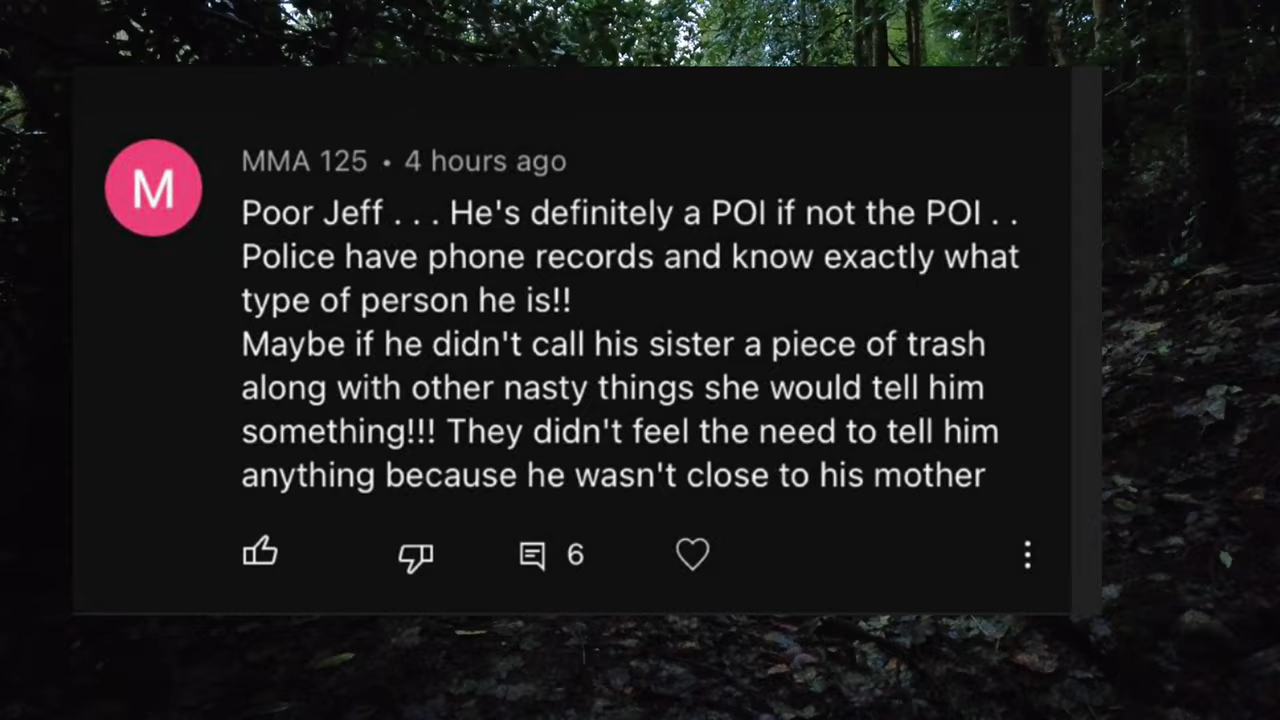 M
MMA 125 • 4 hours ago
Poor Jeff . . . He's definitely a POI if not the POI . .
Police have phone records and know exactly what
type of person he is!!
Maybe if he didn't call his sister a piece of trash
along with other nasty things she would tell him
something!!! They didn't feel the need to tell him
anything because he wasn't close to his mother
6